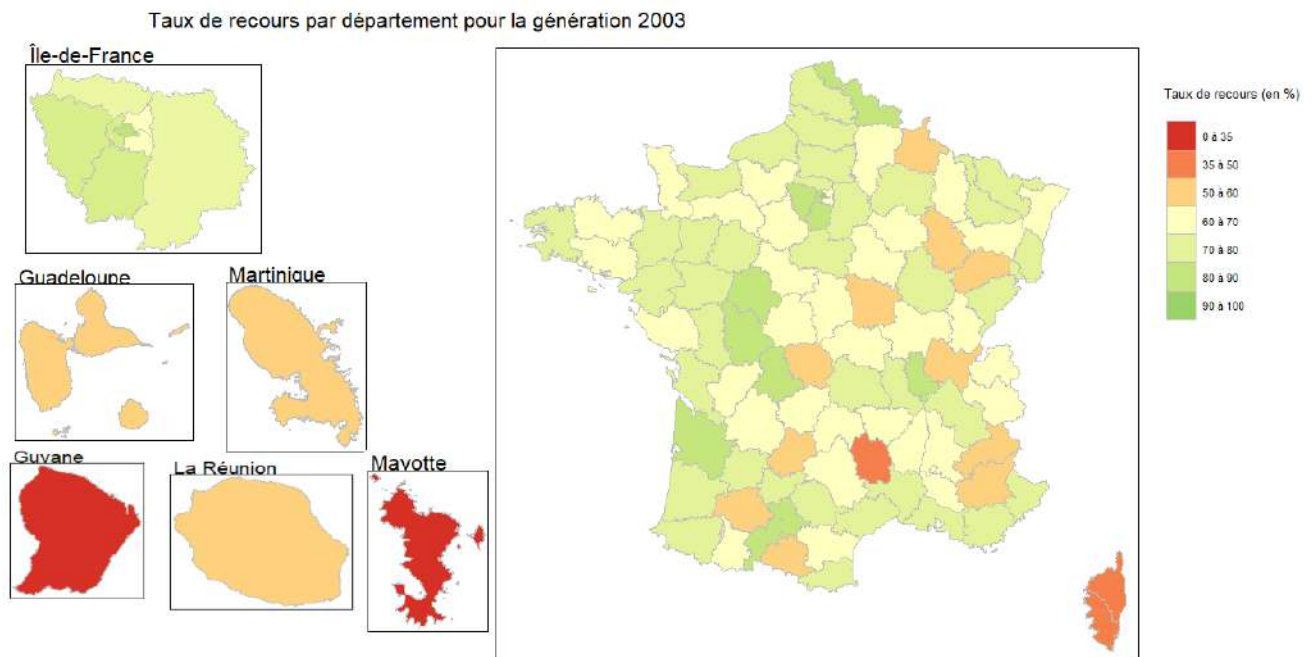 Taux de recours par département pour la génération 2003
Île-de-France
Taux de recours (en %)
0 à 35
35 à 50
50 à 60
60 à 70
70 à 80
80 à 90
90 à 100
Guadeloupe
Martinique
Guyane
La Réunion
Mayotte